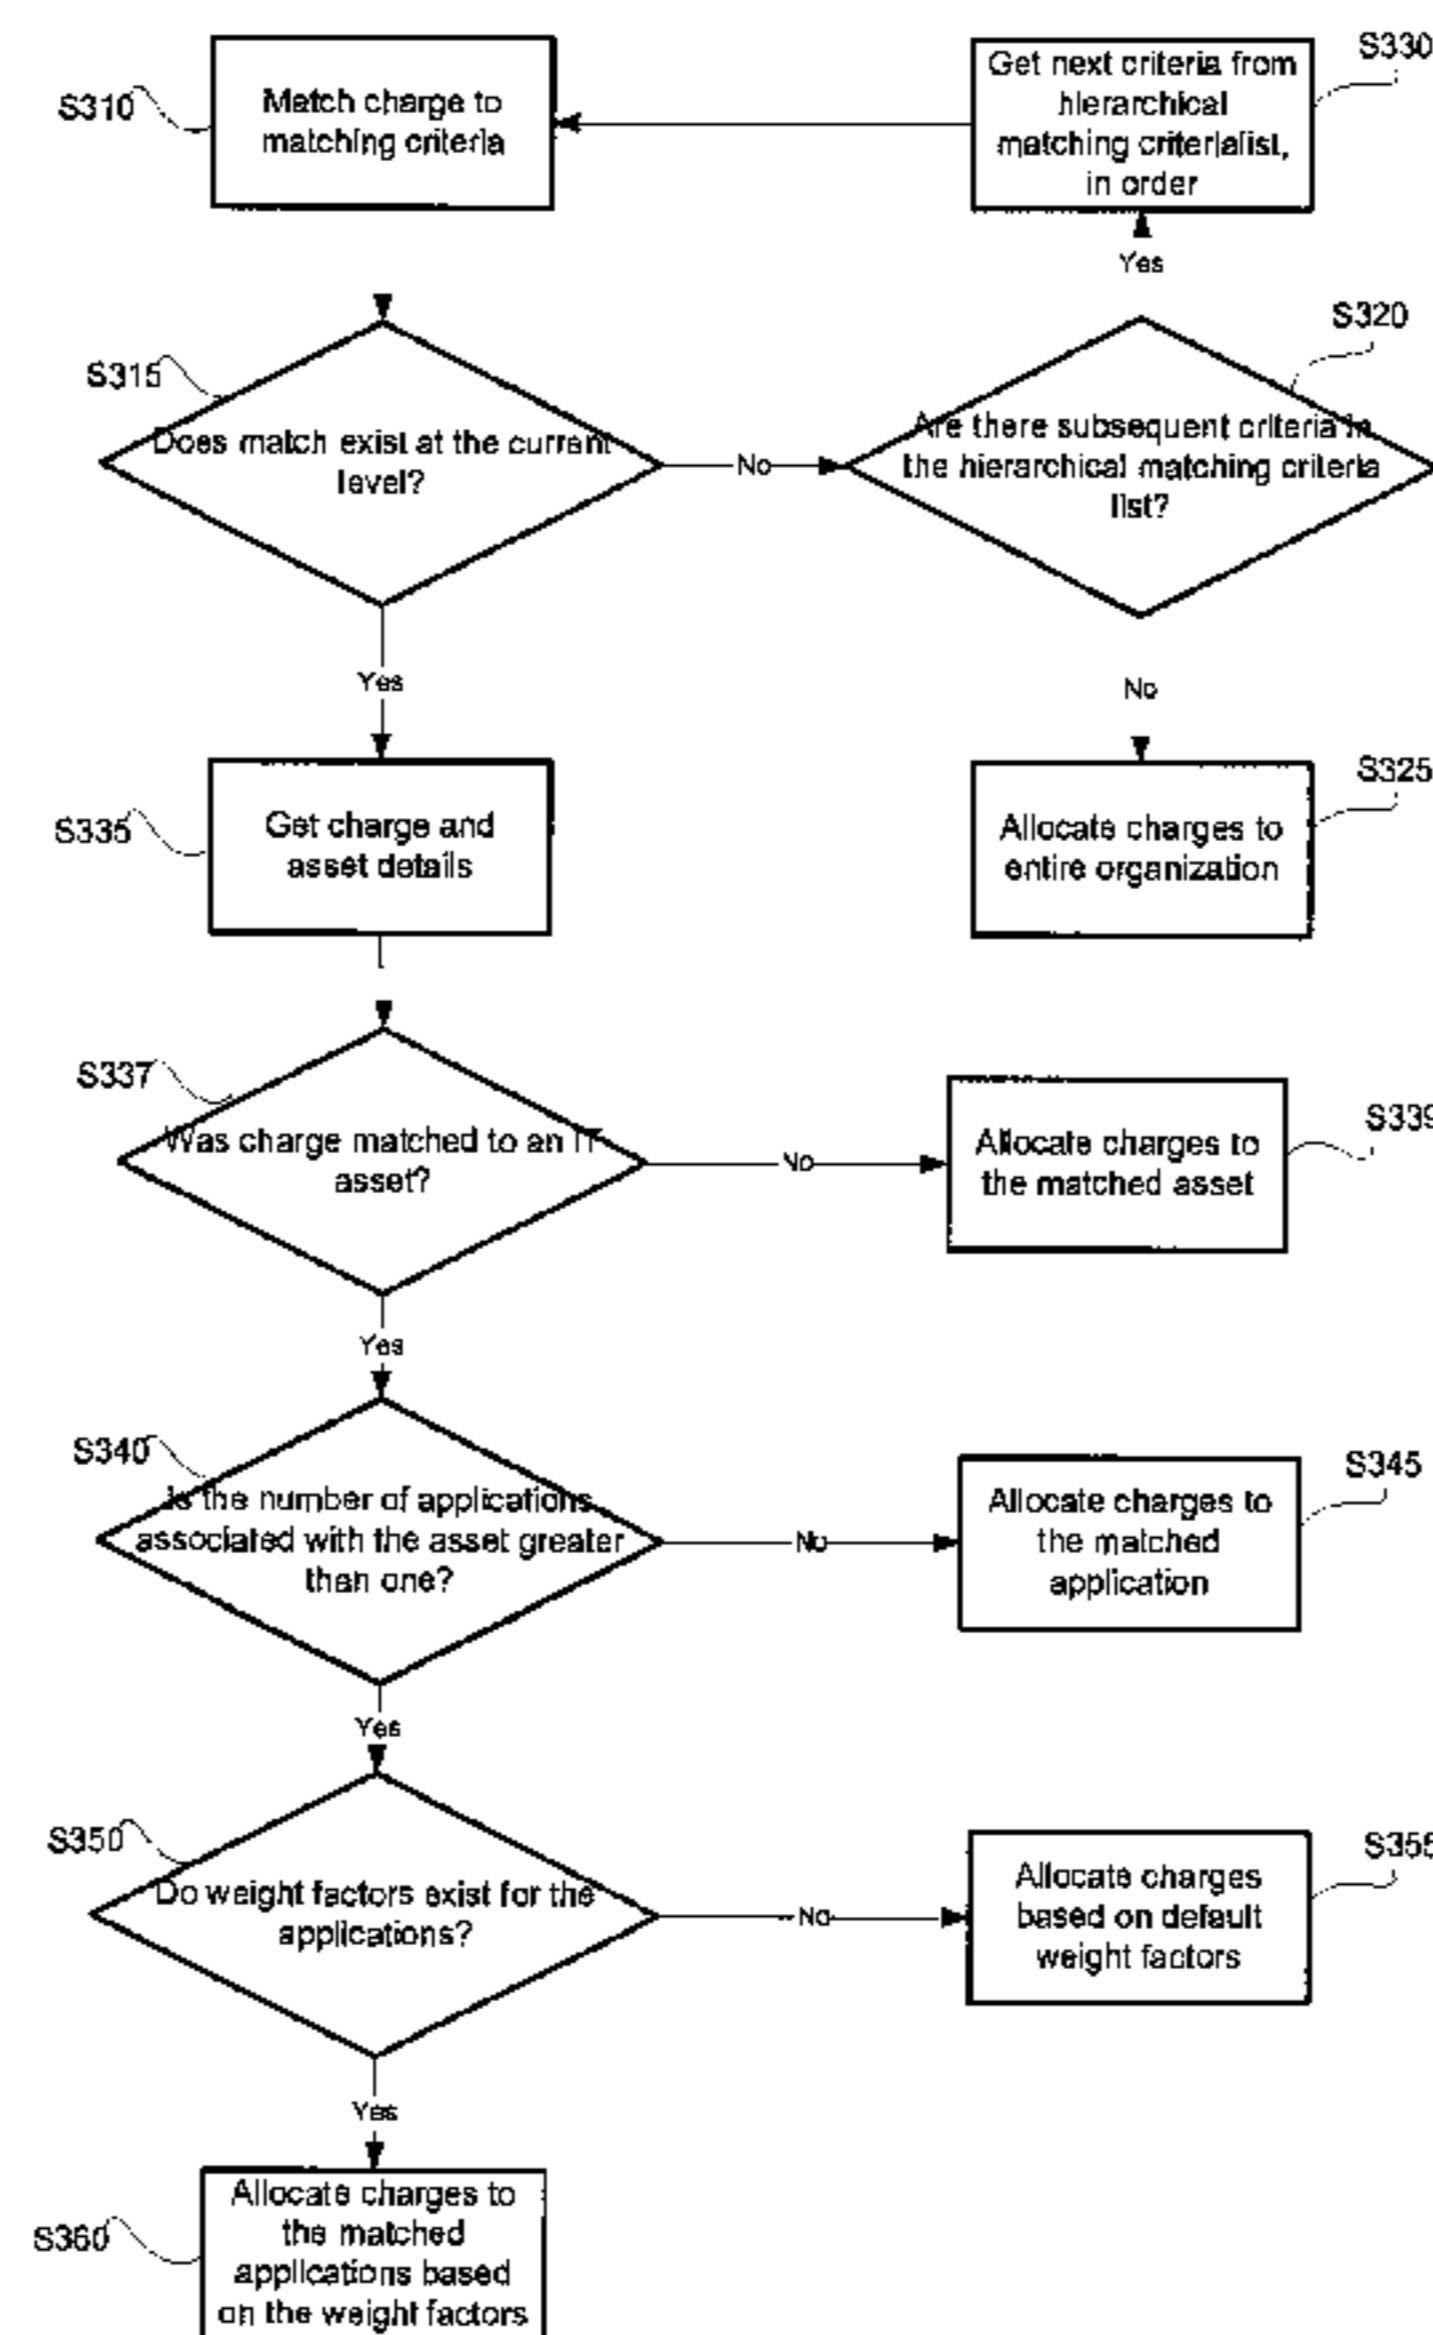 S310
Match charge to
matching criteria
Get next criteria from
hierarchical
matching criterialist,
in order
S330
Yes
S315
Does match exist at the current
level?
No
S320
Are there subsequent criteria in
the hierarchical matching criteria
list?
Yes
No
S335
Get charge and
asset details
S325
Allocate charges to
entire organization
S337
Was charge matched to an IT
asset?
No
S339
Allocate charges to
the matched asset
Yes
S340
Is the number of applications
associated with the asset greater
than one?
No
S345
Allocate charges to
the matched
application
Yes
S350
Do weight factors exist for the
applications?
No
S355
Allocate charges
based on default
weight factors
Yes
S360
Allocate charges to
the matched
applications based
on the weight factors